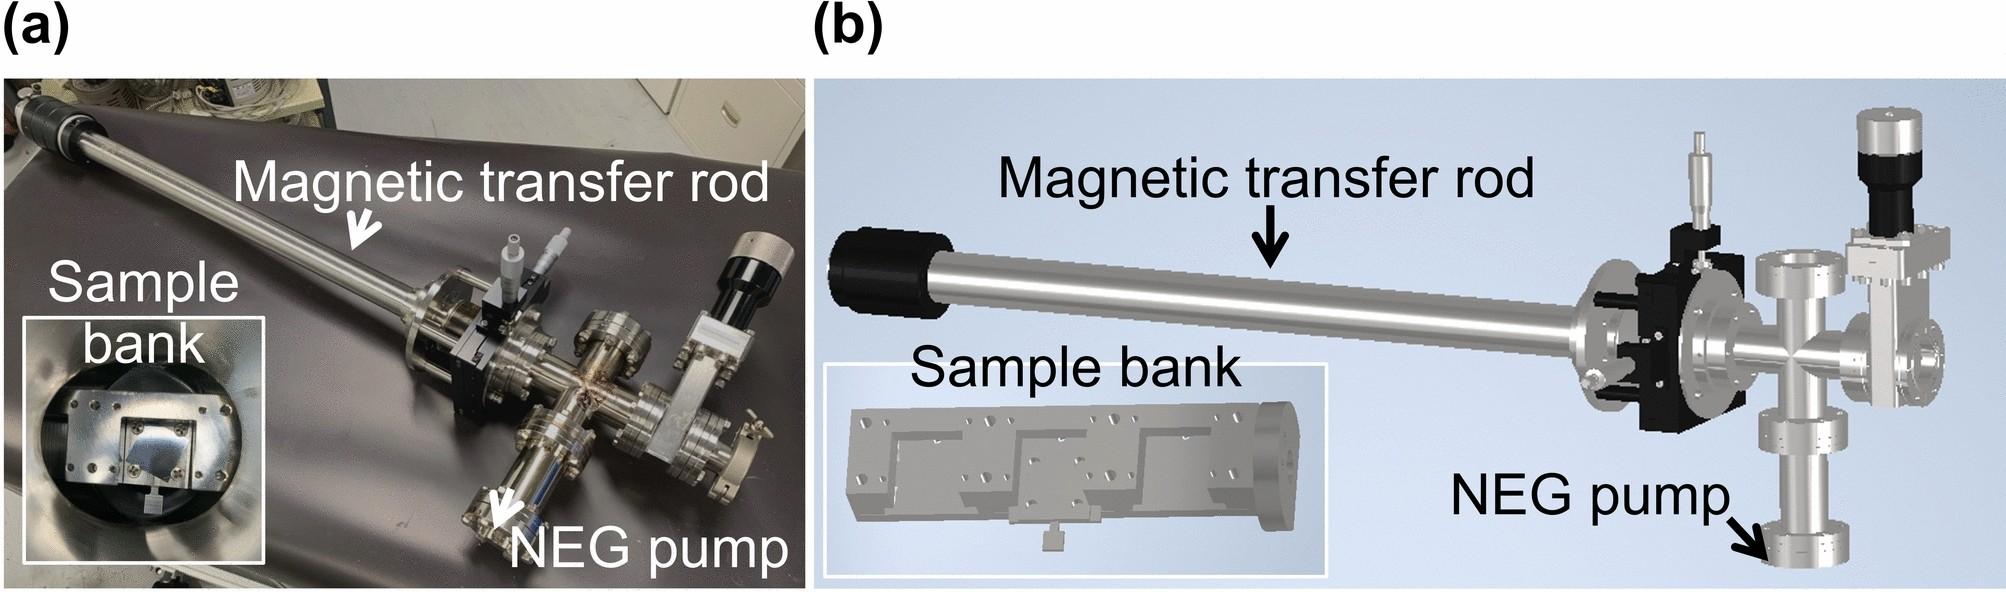 (a)
Magnetic transfer rod
Sample
bank
NEG pump
(b)
Magnetic transfer rod
Sample bank
NEG pump